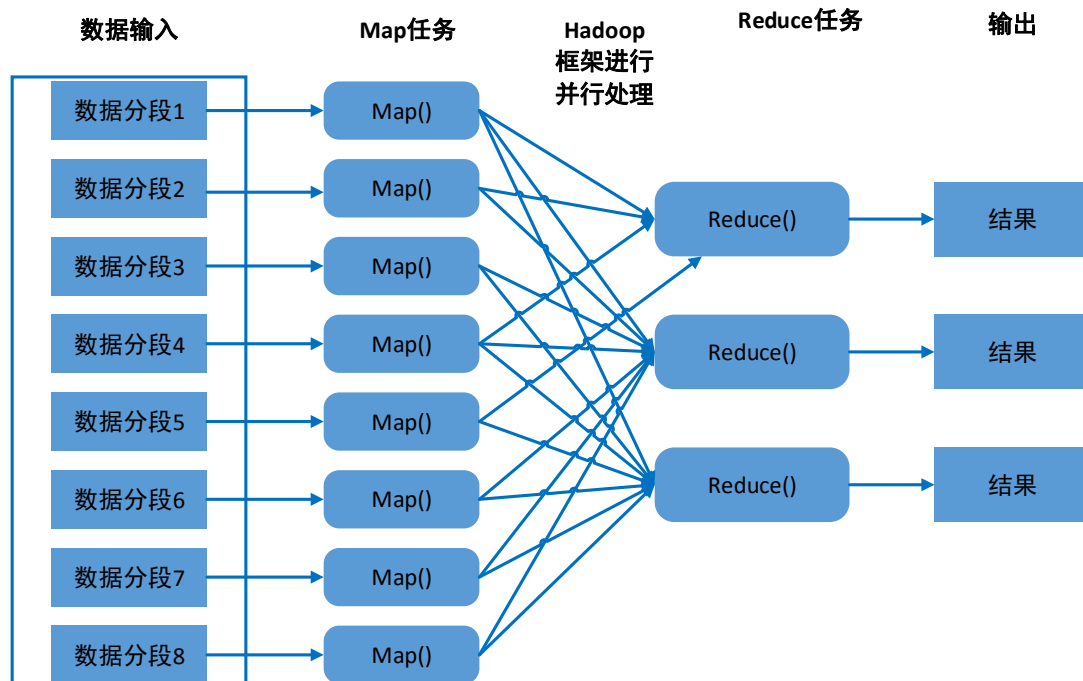 数据输入
Map任务
Hadoop
框架进行
并行处理
Reduce任务
输出
数据分段1
Map()
数据分段2
Map()
数据分段3
Map()
数据分段4
Map()
数据分段5
Map()
数据分段6
Map()
数据分段7
Map()
数据分段8
Map()
Reduce()
结果
Reduce()
结果
Reduce()
结果